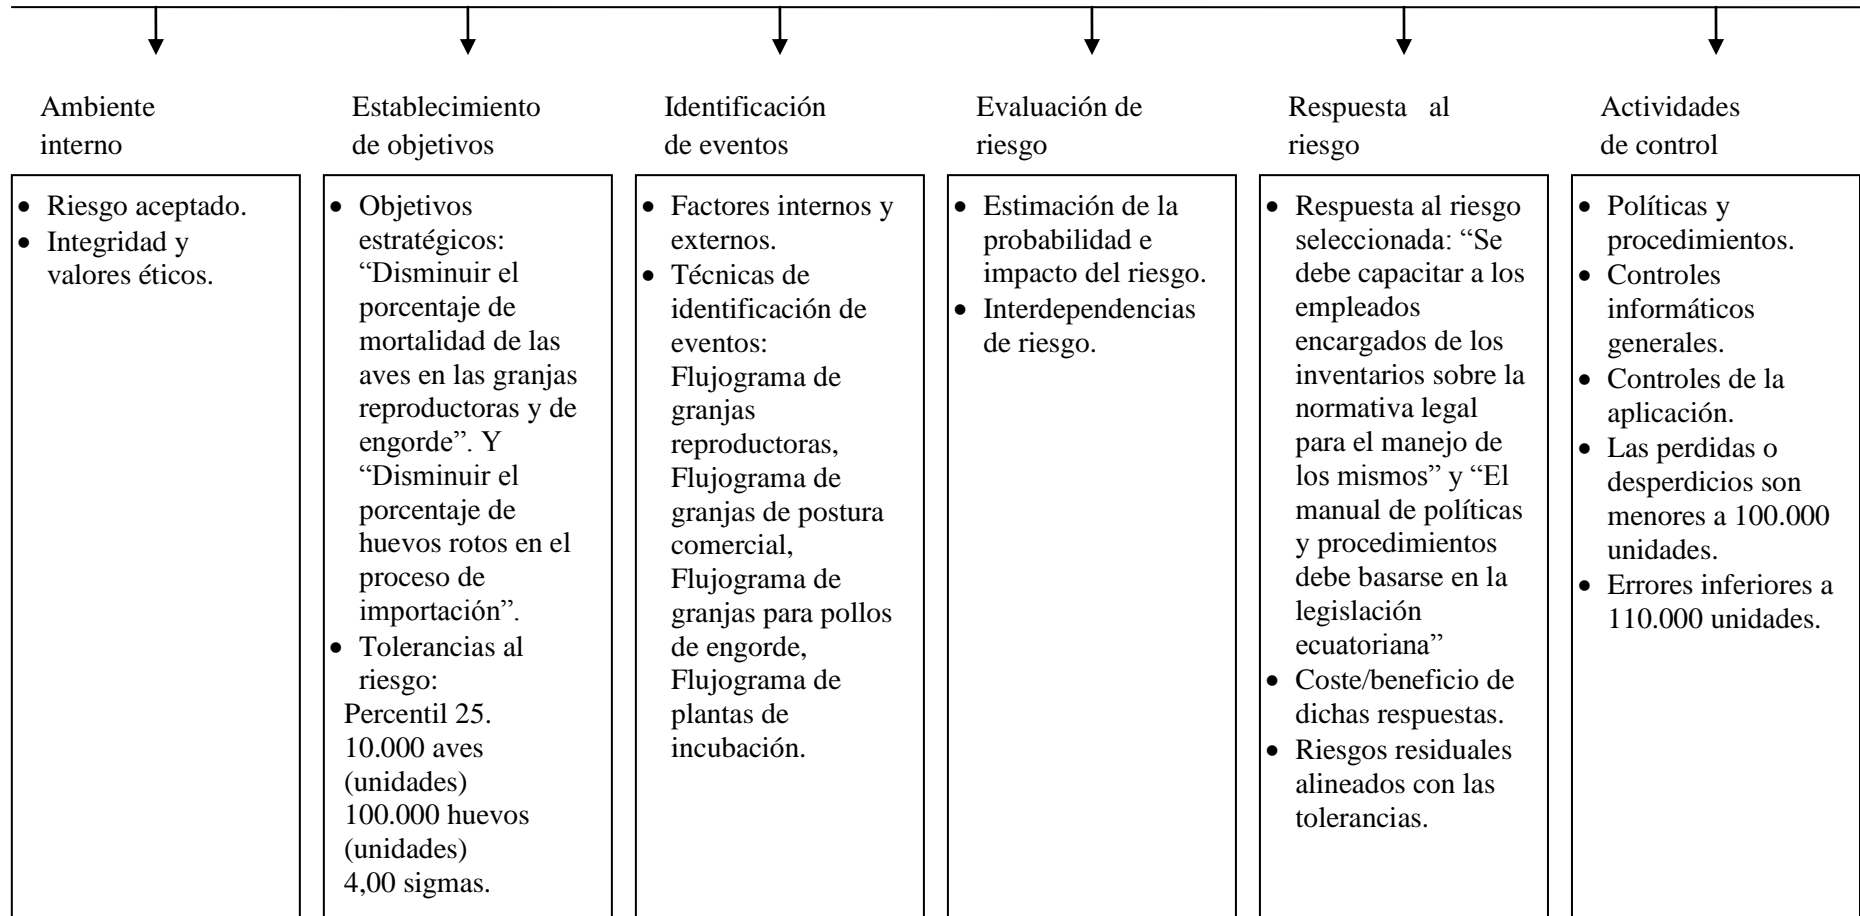 Ambiente
interno
Establecimiento
de objetivos
Identificación
de eventos
Evaluación de
riesgo
Respuesta al
riesgo
Actividades
de control
• Riesgo aceptado.
• Integridad y
valores éticos.
• Objetivos
estratégicos:
“Disminuir el
porcentaje de
mortalidad de las
aves en las granjas
reproductoras y de
engorde”. Y
“Disminuir el
porcentaje de
huevos rotos en el
proceso de
importación”.
• Tolerancias al
riesgo:
Percentil 25.
10.000 aves
(unidades)
100.000 huevos
(unidades)
4,00 sigmas.
• Factores internos y
externos.
• Técnicas de
identificación de
eventos:
Flujograma de
granjas
reproductoras,
Flujograma de
granjas de postura
comercial,
Flujograma de
granjas para pollos
de engorde,
Flujograma de
plantas de
incubación.
• Estimación de la
probabilidad e
impacto del riesgo.
• Interdependencias
de riesgo.
• Respuesta al riesgo
seleccionada: “Se
debe capacitar a los
empleados
encargados de los
inventarios sobre la
normativa legal
para el manejo de
los mismos” y “El
manual de políticas
y procedimientos
debe basarse en la
legislación
ecuatoriana”
• Coste/beneficio de
dichas respuestas.
• Riesgos residuales
alineados con las
tolerancias.
• Políticas y
procedimientos.
• Controles
informáticos
generales.
• Controles de la
aplicación.
• Las perdidas o
desperdicios son
menores a 100.000
unidades.
• Errores inferiores a
110.000 unidades.